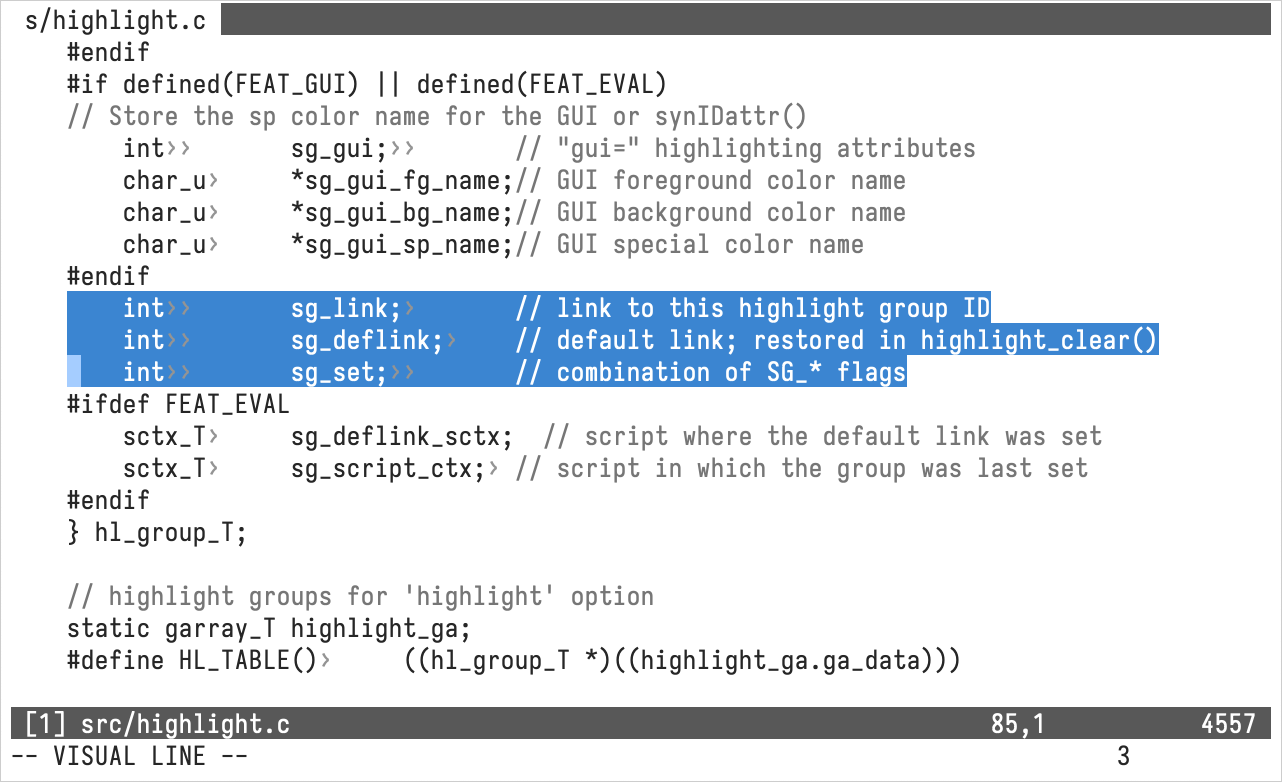 s/highlight.c
#endif
#if defined(FEAT_GUI) || defined(FEAT_EVAL)
// Store the sp color name for the GUI or synIDattr()
    int>>       sg_gui;>>       // "gui=" highlighting attributes
    char_u>     *sg_gui_fg_name;// GUI foreground color name
    char_u>     *sg_gui_bg_name;// GUI background color name
    char_u>     *sg_gui_sp_name;// GUI special color name
#endif
    int>>       sg_link;>       // link to this highlight group ID
    int>>       sg_deflink;>    // default link; restored in highlight_clear()
    int>>       sg_set;>>       // combination of SG_* flags
#ifdef FEAT_EVAL
    sctx_T>     sg_deflink_sctx;  // script where the default link was set
    sctx_T>     sg_script_ctx;> // script in which the group was last set
#endif
} hl_group_T;

// highlight groups for 'highlight' option
static garray_T highlight_ga;
#define HL_TABLE()>     ((hl_group_T *)((highlight_ga.ga_data)))

[1] src/highlight.c 85,1 4557
-- VISUAL LINE -- 3